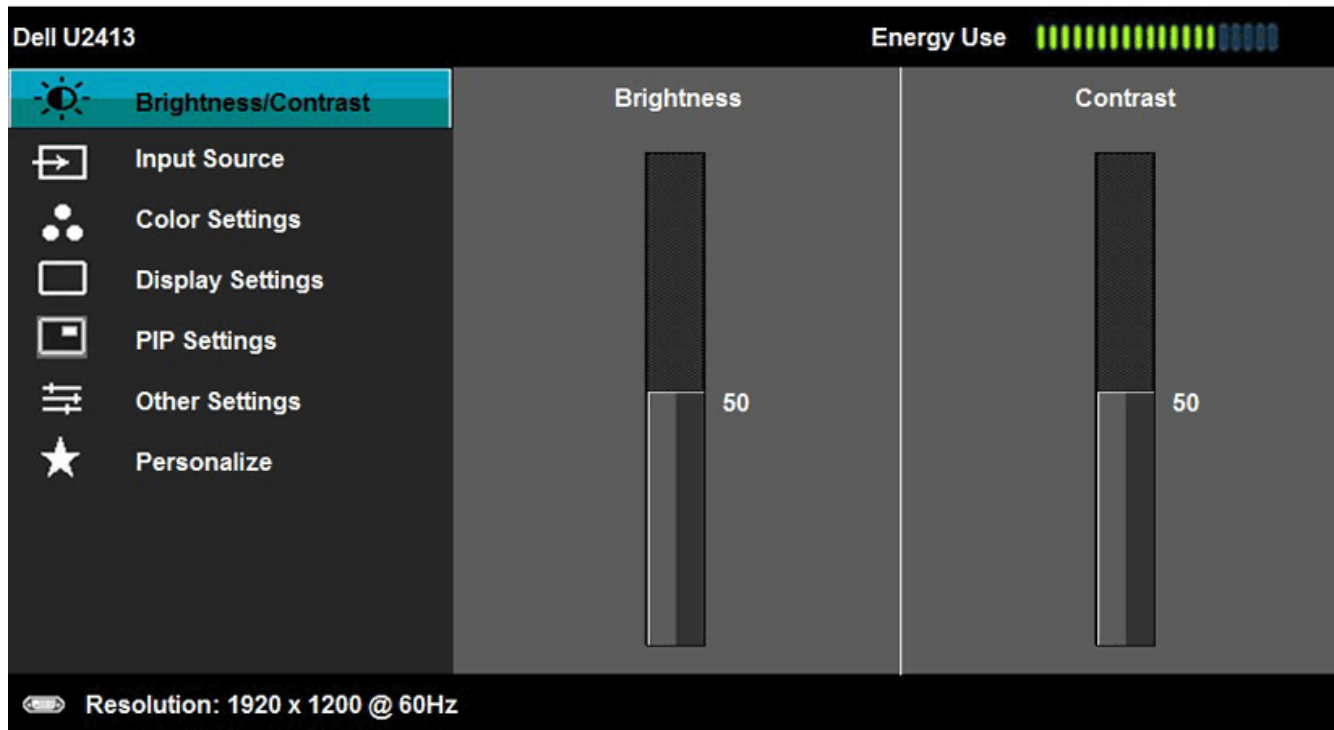 Dell U2413
Energy Use
Brightness/Contrast
Input Source
Color Settings
Display Settings
PIP Settings
Other Settings
Personalize
Brightness
50
Contrast
50
Resolution: 1920 x 1200 @ 60Hz